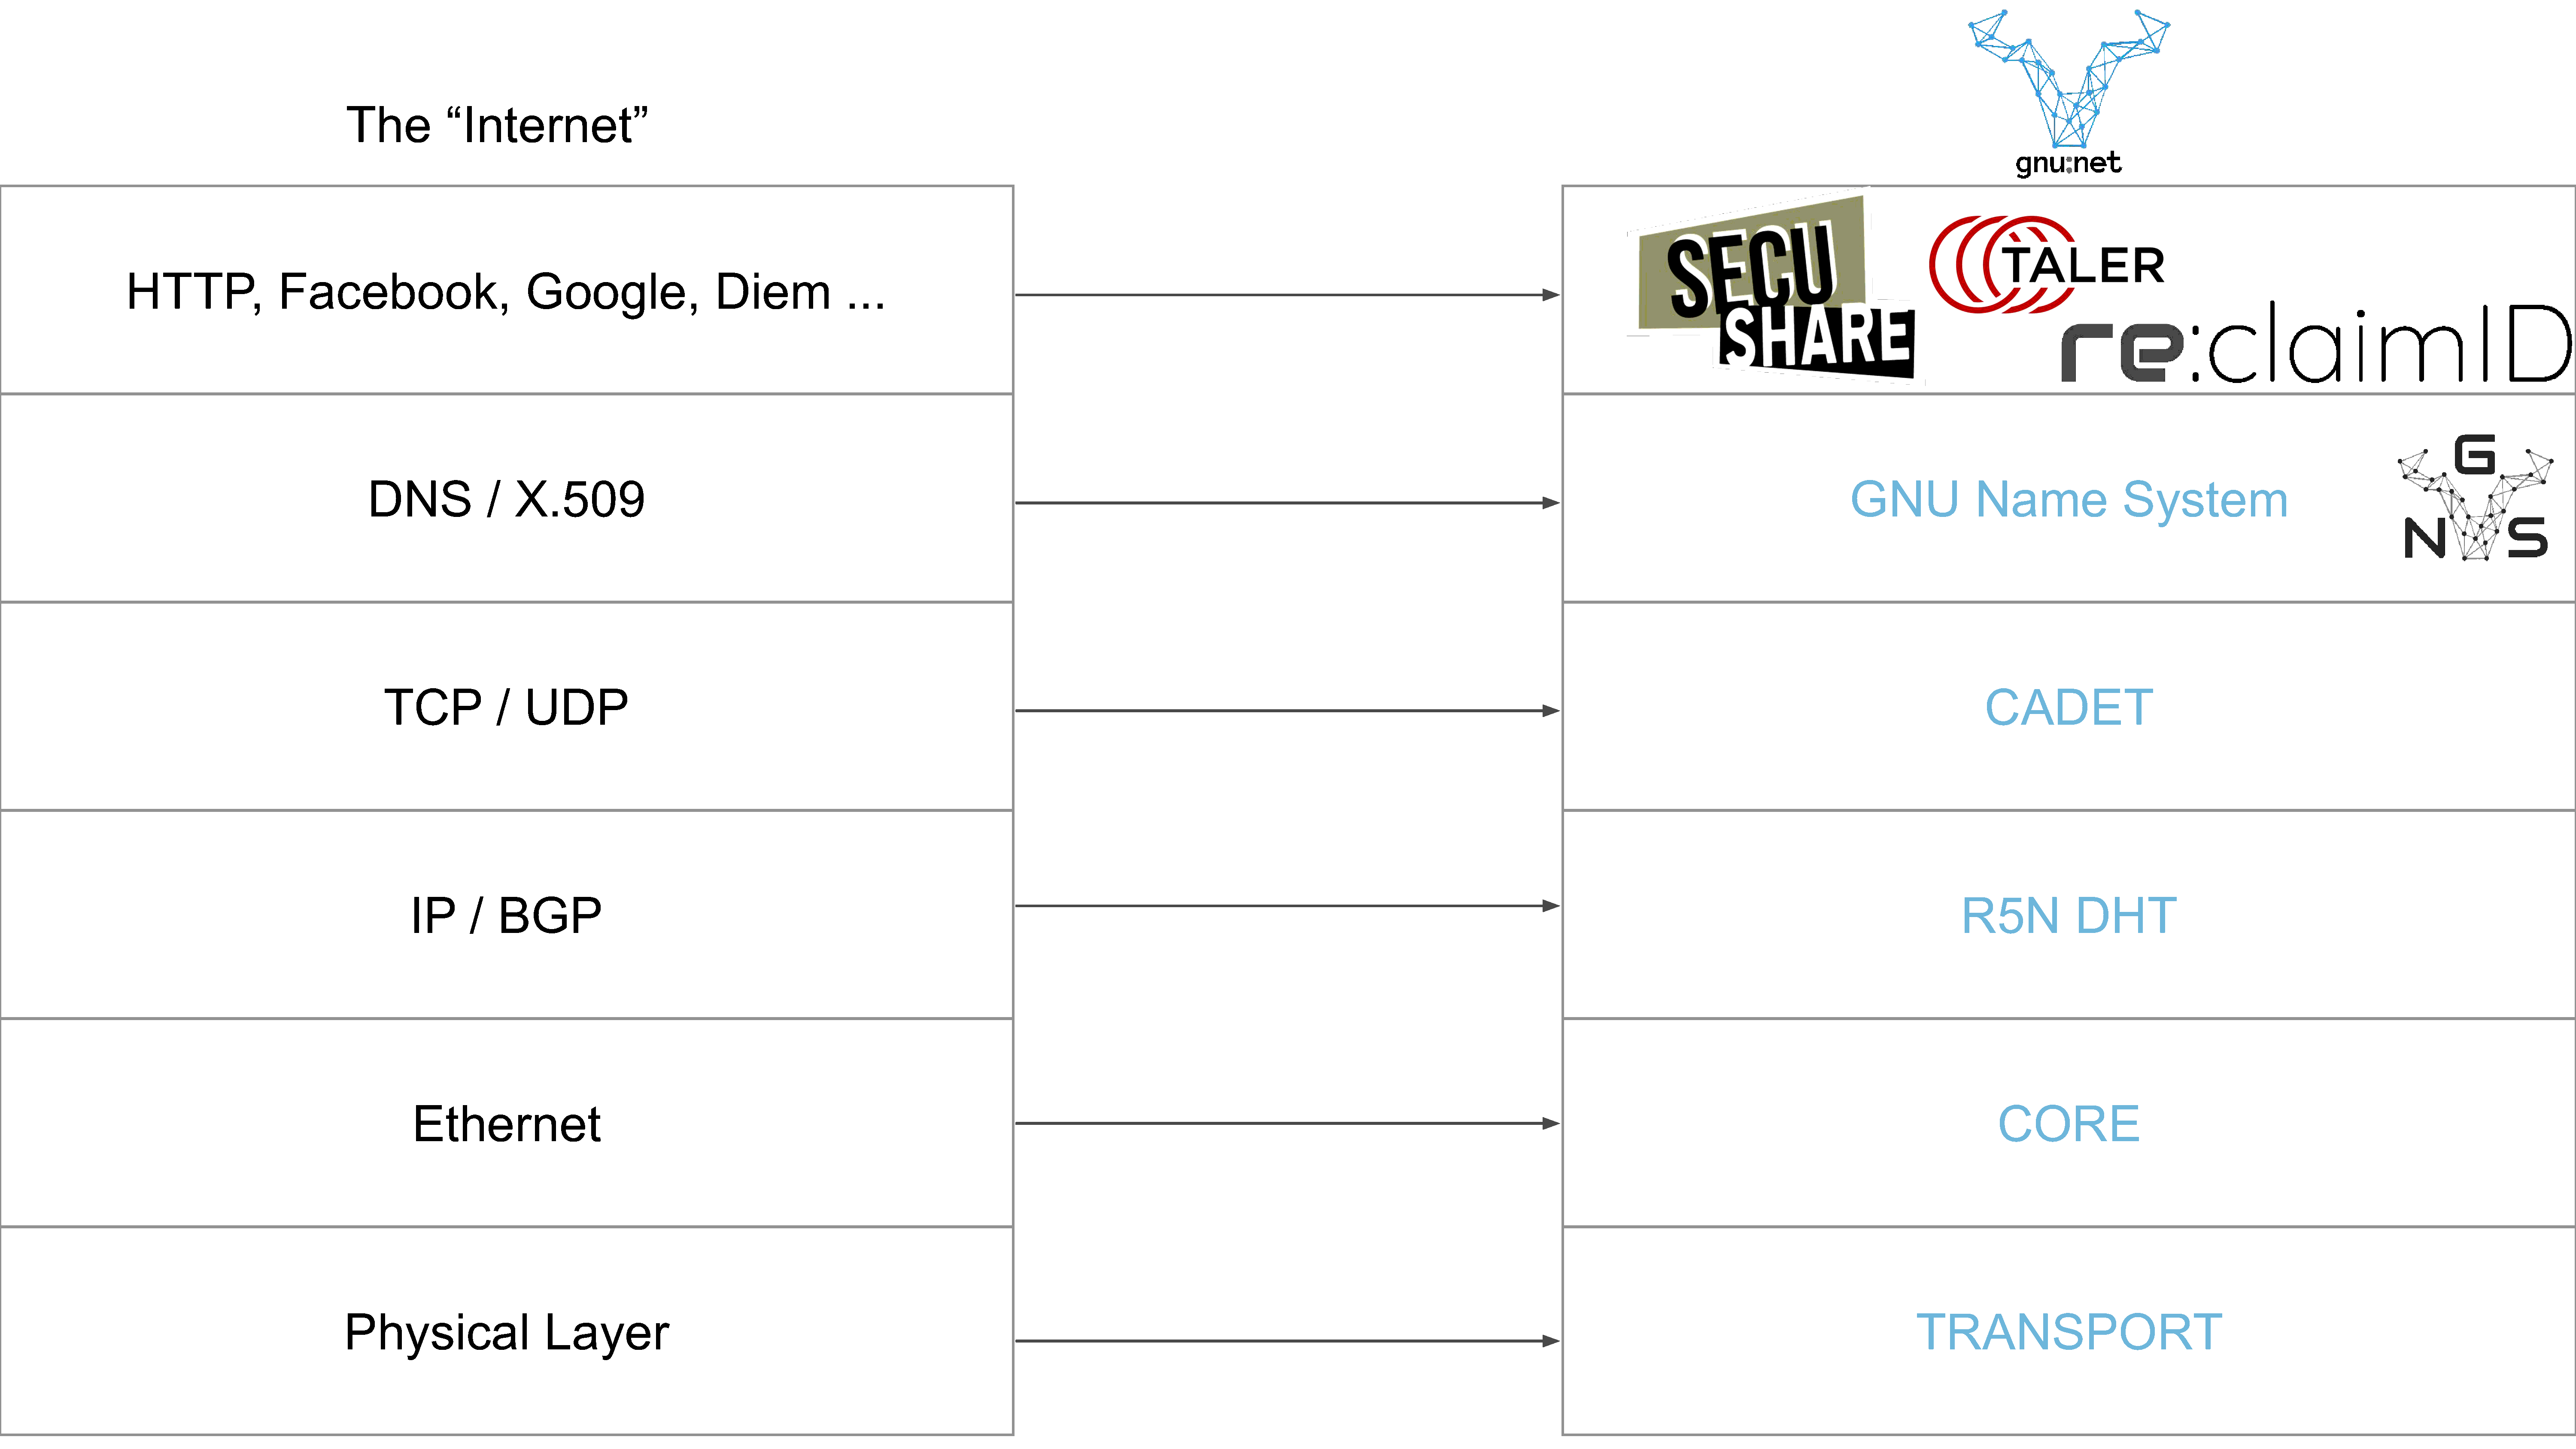 The “Internet”
gnu:net
HTTP, Facebook, Google, Diem ...
SECU
SHARE
TALER
re:claimID
DNS / X.509
GNU Name System
G
N S
TCP / UDP
CADET
IP / BGP
R5N DHT
Ethernet
CORE
Physical Layer
TRANSPORT